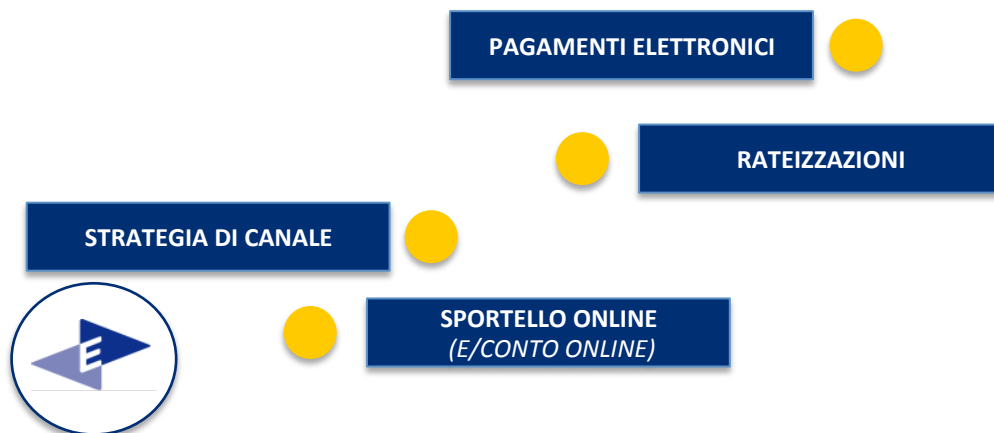 PAGAMENTI ELETTRONICI
RATEIZZAZIONI
STRATEGIA DI CANALE
SPORTELLO ONLINE
(E/CONTO ONLINE)
E